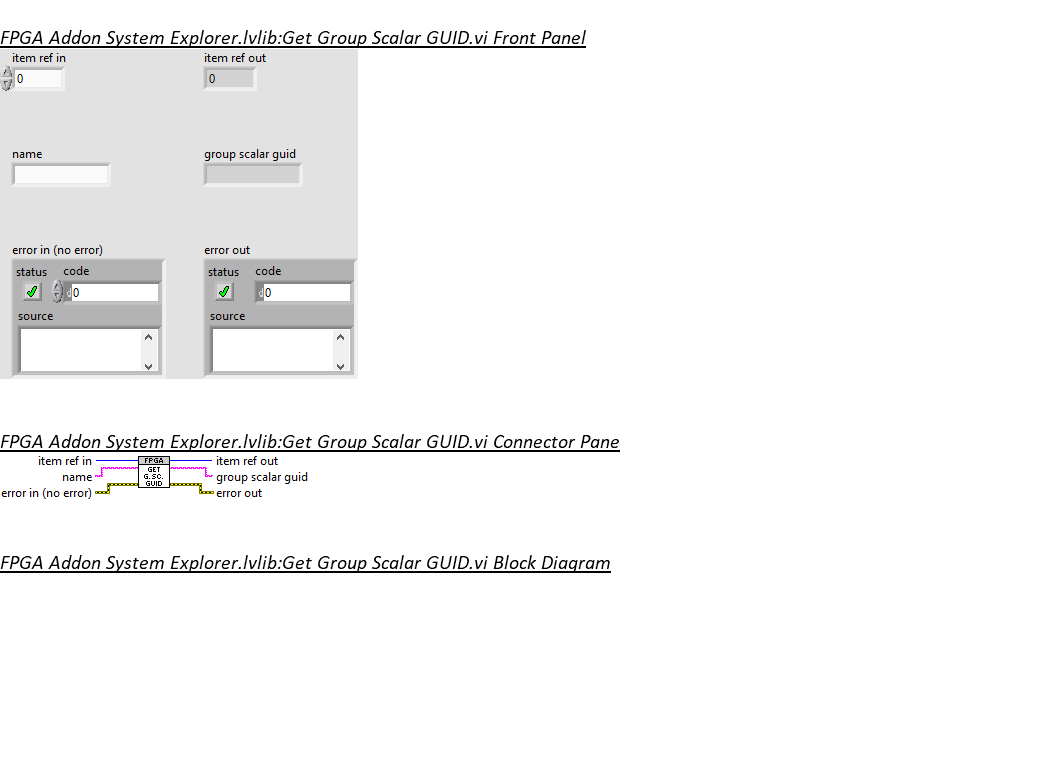 FPGA Addon System Explorer.lvlib:Get Group Scalar GUID.vi Front Panel
item ref in item ref out
0 0
name group scalar guid
error in (no error) error out
status code status code
d 0 d 0
source source
FPGA Addon System Explorer.lvlib:Get Group Scalar GUID.vi Connector Pane
item ref in FPGA item ref out
name GET group scalar guid
G.SC.
error in (no error) GUID error out
FPGA Addon System Explorer.lvlib:Get Group Scalar GUID.vi Block Diagram